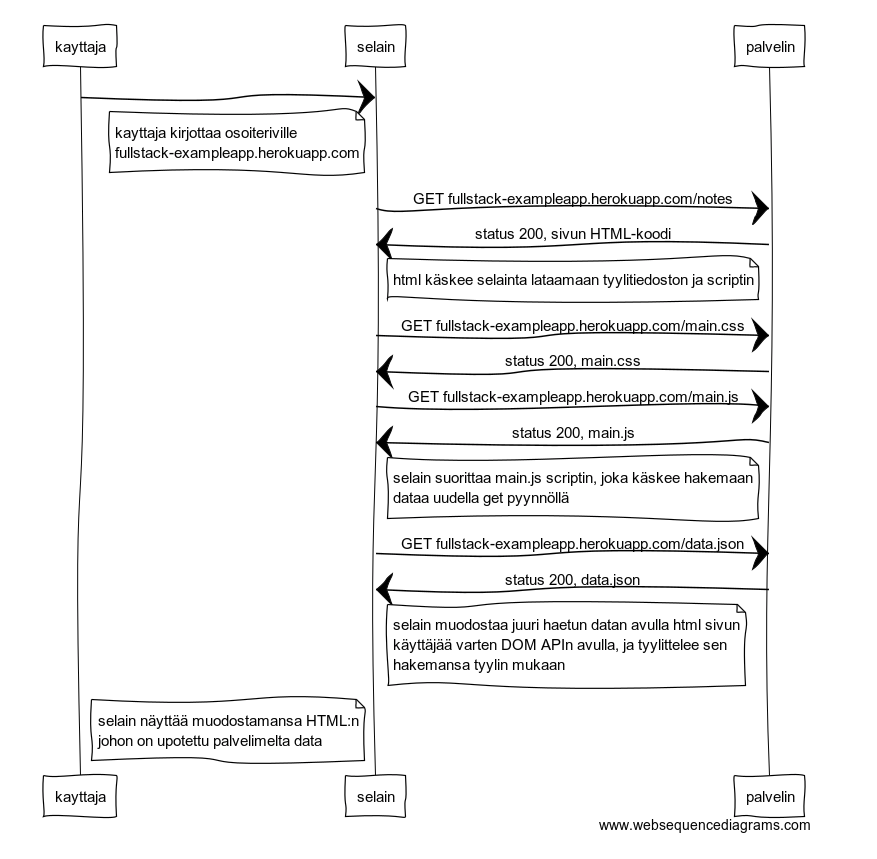 kayttaja
selain
palvelin
kayttaja kirjottaa osoiteriville
fullstack-exampleapp.herokuapp.com
GET fullstack-exampleapp.herokuapp.com/notes
status 200, sivun HTML-koodi
html käskee selainta lataamaan tyylitiedoston ja scriptin
GET fullstack-exampleapp.herokuapp.com/main.css
status 200, main.css
GET fullstack-exampleapp.herokuapp.com/main.js
status 200, main.js
selain suorittaa main.js scriptin, joka käskee hakemaan
dataa uudella get pyynnöllä
GET fullstack-exampleapp.herokuapp.com/data.json
status 200, data.json
selain muodostaa juuri haetun datan avulla html sivun
käyttäjää varten DOM APIn avulla, ja tyylittelee sen
hakemansa tyylin mukaan
selain näyttää muodostamansa HTML:n
johon on upotettu palvelimelta data
kayttaja
selain
palvelin
www.websequencediagrams.com